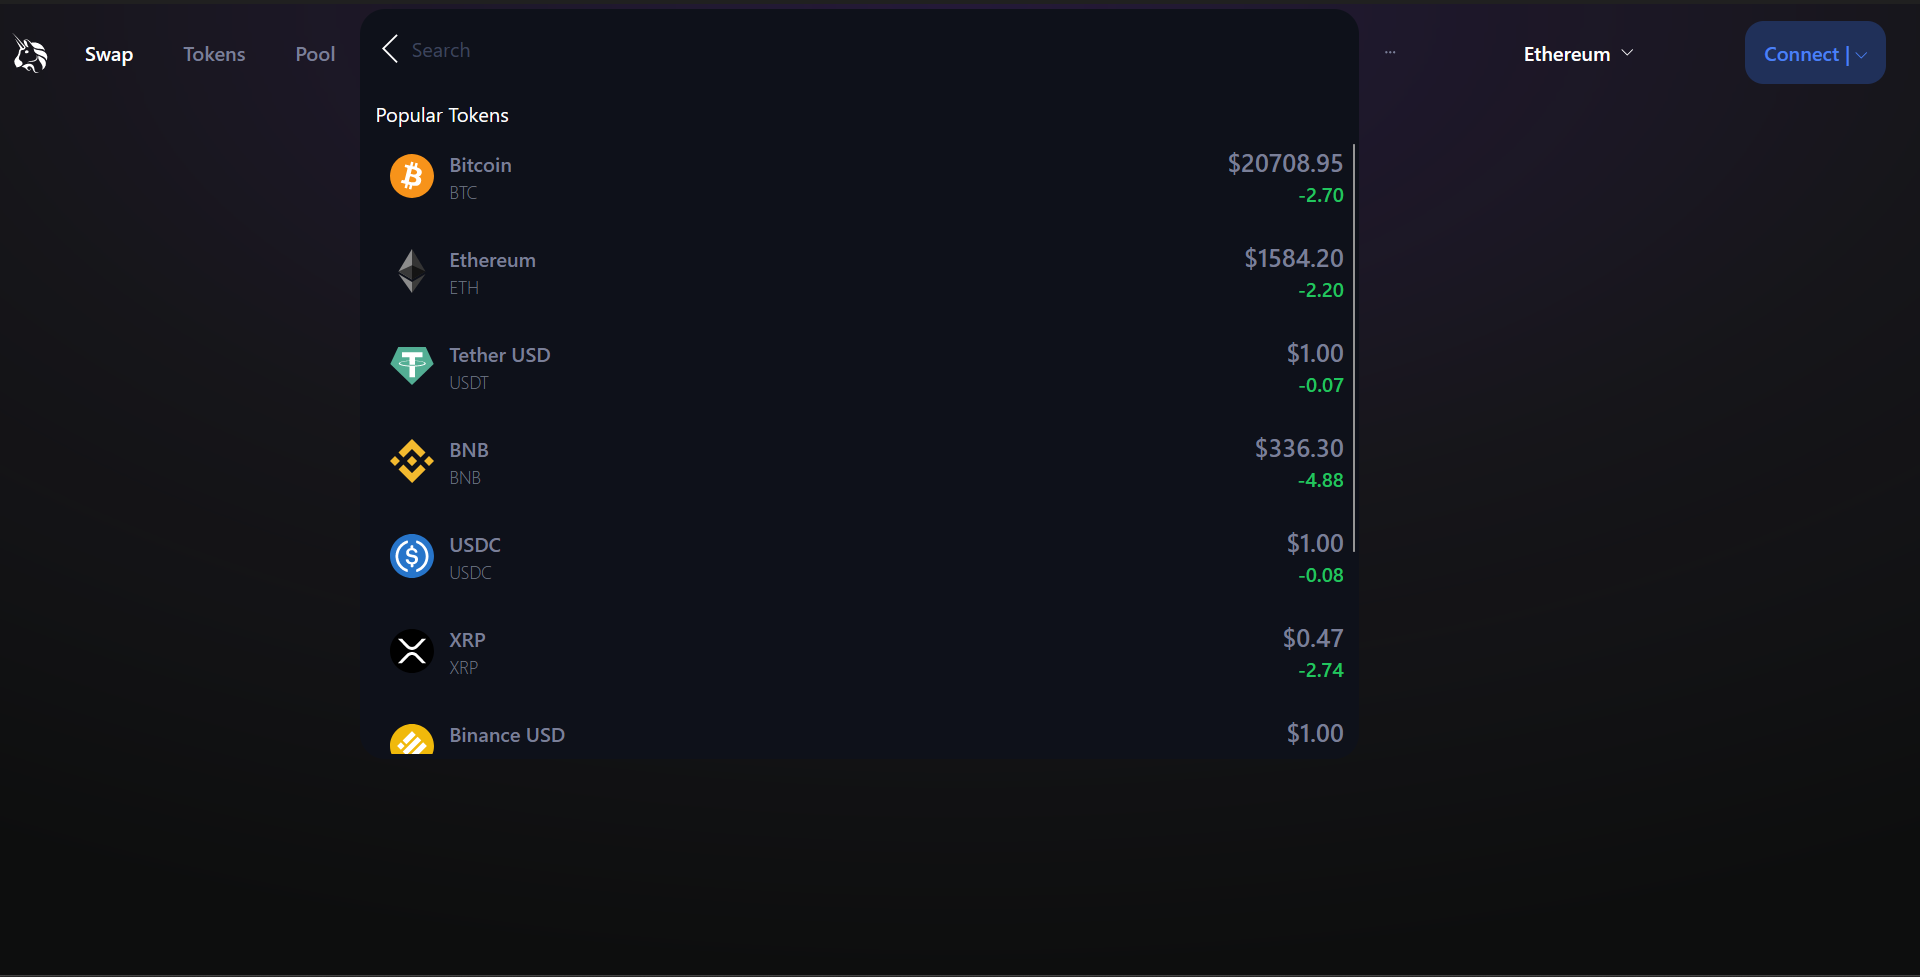 Swap Tokens Pool Search ... Ethereum Connect |
Popular Tokens
Bitcoin $20708.95
BTC -2.70
Ethereum $1584.20
ETH -2.20
Tether USD $1.00
USDT -0.07
BNB $336.30
BNB -4.88
USDC $1.00
USDC -0.08
XRP $0.47
XRP -2.74
Binance USD $1.00